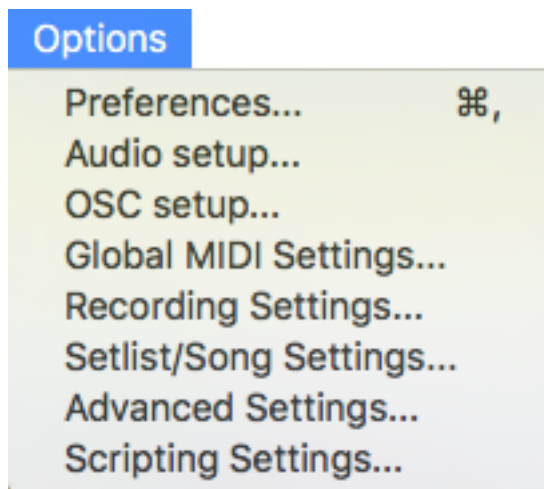 Options
Preferences... ⌘,
Audio setup...
OSC setup...
Global MIDI Settings...
Recording Settings...
Setlist/Song Settings...
Advanced Settings...
Scripting Settings...